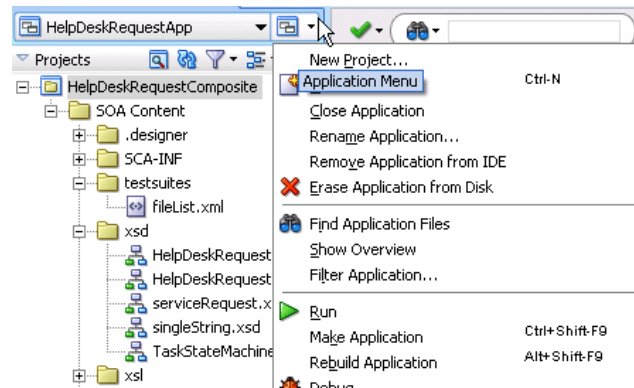 HelpDeskRequestApp
Projects
HelpDeskRequestComposite
SOA Content
.designer
SCA-INF
testsuites
fileList.xml
xsd
HelpDeskRequest
HelpDeskRequest
serviceRequest.x
singleString.xsd
TaskStateMachine
xsl
New Project...
Application Menu
Ctrl-N
Close Application
Rename Application...
Remove Application from IDE
Erase Application from Disk
Find Application Files
Show Overview
Filter Application...
Run
Make Application Ctrl+Shift-F9
Rebuild Application Alt+Shift-F9
Debug